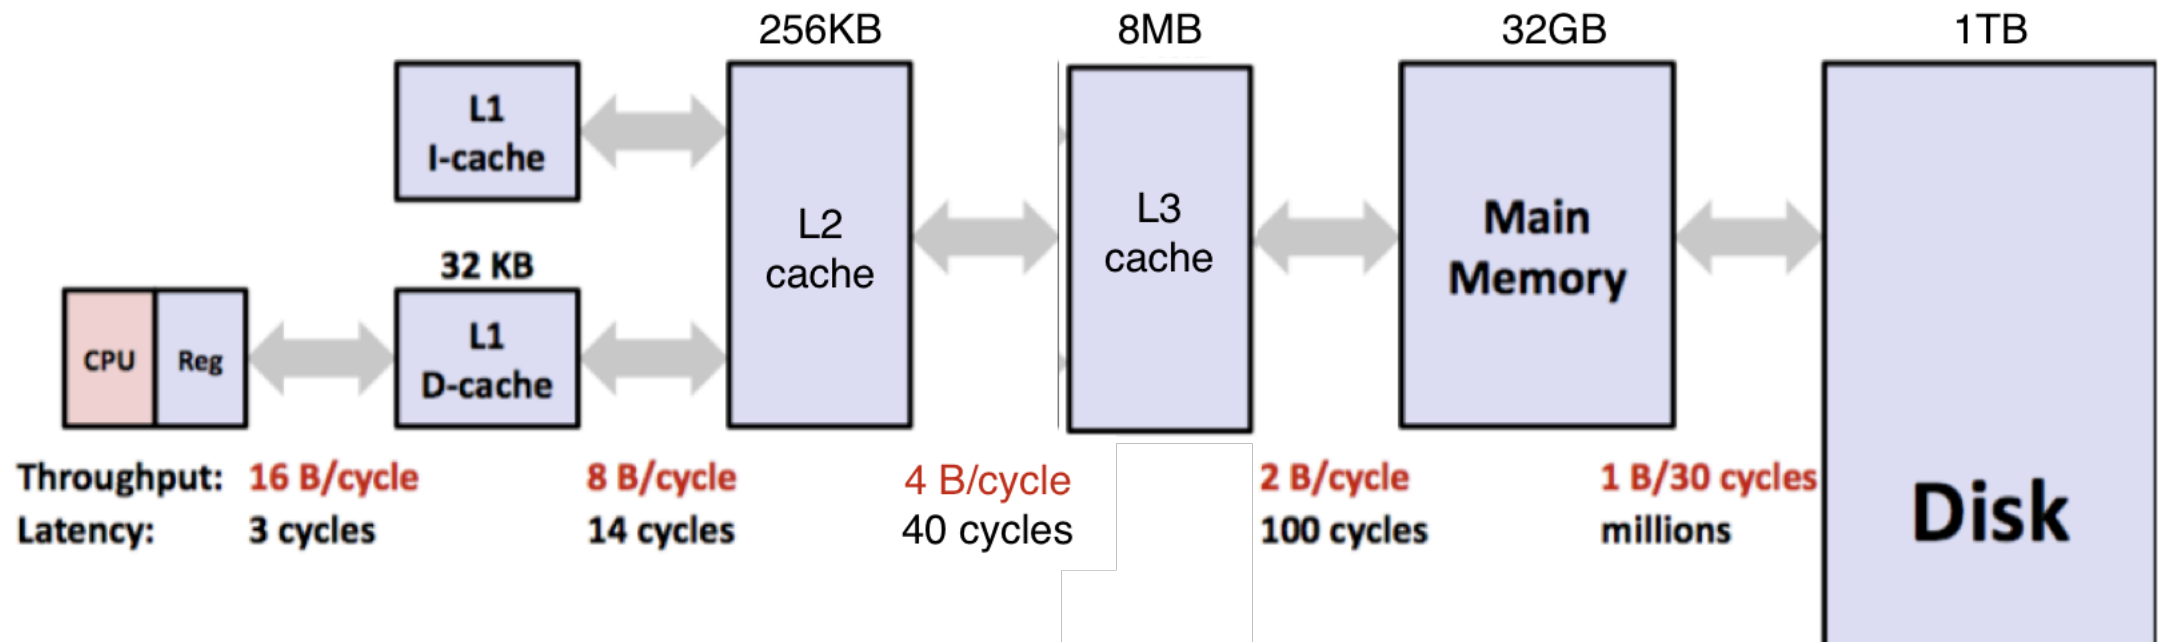 256KB
8MB
32GB
1TB
L1
I-cache
L2
cache
L3
cache
Main
Memory
32 KB
CPU
Reg
L1
D-cache
Throughput: 16 B/cycle 8 B/cycle 4 B/cycle 2 B/cycle 1 B/30 cycles
Latency: 3 cycles 14 cycles 40 cycles 100 cycles millions
Disk